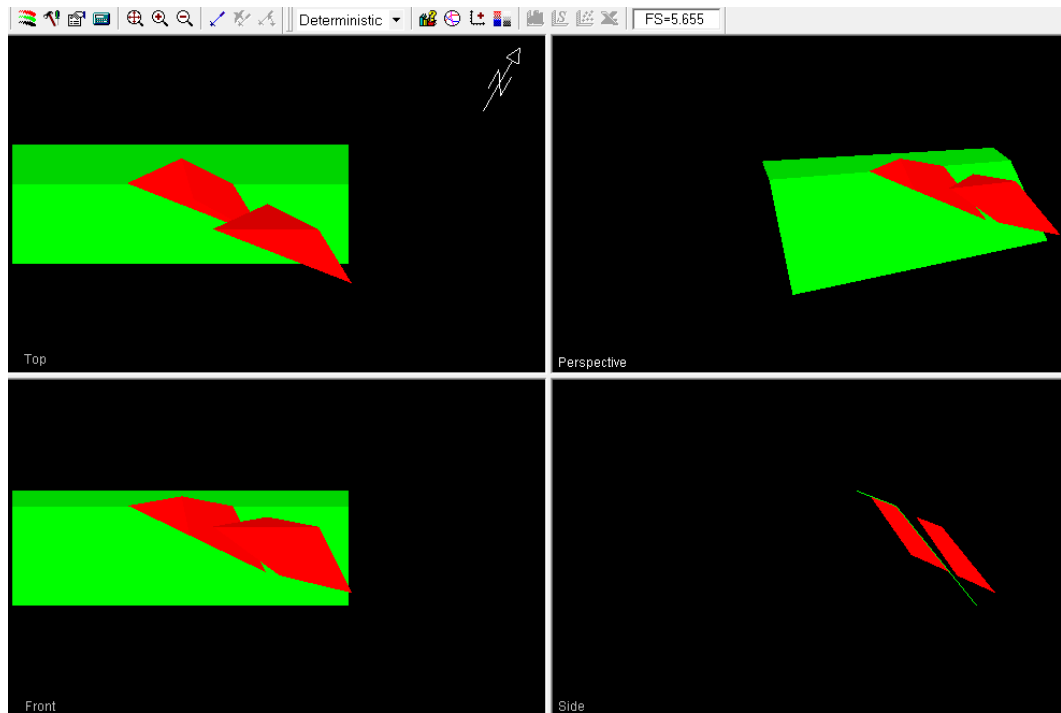 Deterministic FS=5.655
N
Top
Perspective
Front
Side